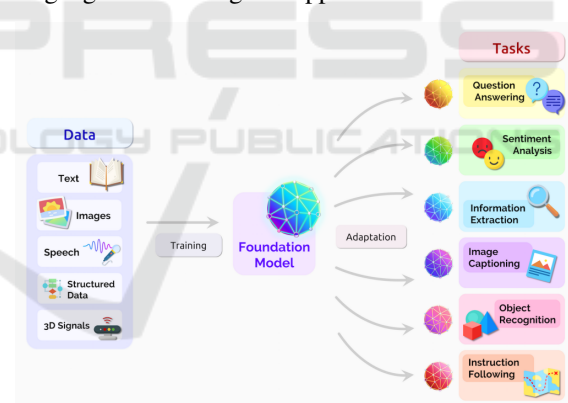 PRESS
Tasks
Question
Answering
Data
Sentiment
Analysis
Text
Images
Information
Extraction
Training
Foundation
Model
Adaptation
Speech
Image
Captioning
Structured
Data
Object
Recognition
3D Signals
Instruction
Following